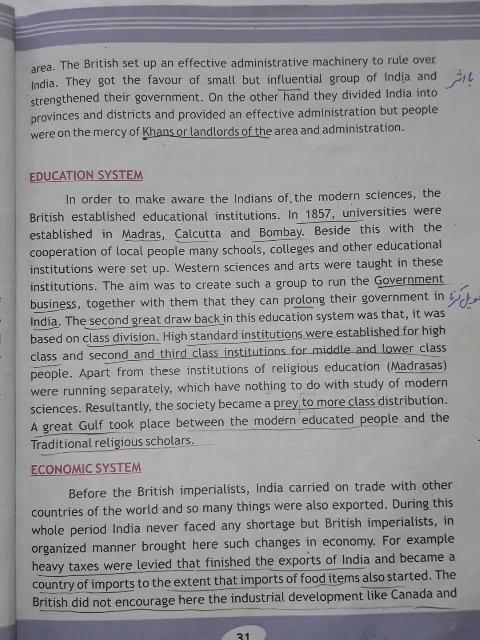 area. The British set up an effective administrative machinery to rule over
India. They got the favour of small but influential group of India and
strengthened their government. On the other hand they divided India into
provinces and districts and provided an effective administration but people
were on the mercy of Khans or landlords of the area and administration.
EDUCATION SYSTEM
In order to make aware the Indians of the modern sciences, the
British established educational institutions. In 1857, universities were
established in Madras, Calcutta and Bombay. Beside this with the
cooperation of local people many schools, colleges and other educational
institutions were set up. Western sciences and arts were taught in these
institutions. The aim was to create such a group to run the Government
business, together with them that they can prolong their government in
India. The second great draw back in this education system was that, it was
based on class division. High standard institutions were established for high
class and second and third class institutions for middle and lower class
people. Apart from these institutions of religious education (Madrasas)
were running separately, which have nothing to do with study of modern
sciences. Resultantly, the society became a prey to more class distribution.
A great Gulf took place between the modern educated people and the
Traditional religious scholars.
ECONOMIC SYSTEM
Before the British imperialists, India carried on trade with other
countries of the world and so many things were also exported. During this
whole period India never faced any shortage but British imperialists, in
organized manner brought here such changes in economy. For example
heavy taxes were levied that finished the exports of India and became a
country of imports to the extent that imports of food items also started. The
British did not encourage here the industrial development like Canada and
31
با اثر
طویل کرنا